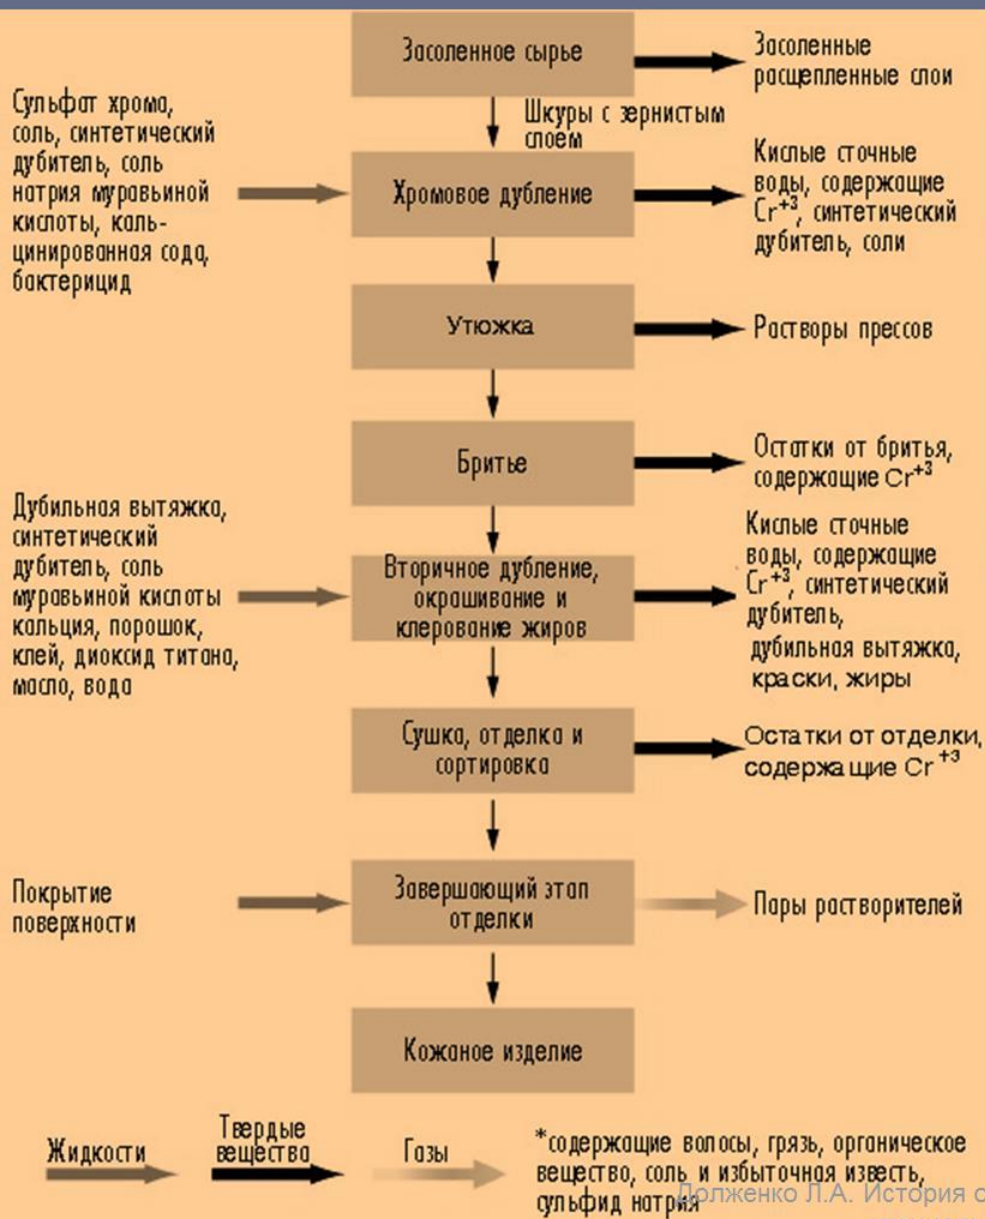 Засоленное сырье
Засоленные
расщепленные слои
Шкуры с зернистым
слоем
Сульфат хрома,
соль, синтетический
дубитель, соль
натрия муравьиной
кислоты, каль-
цинированная сода,
бактерицид
Хромовое дубление
Кислые сточные
воды, содержащие
Cr+3, синтетический
дубитель, соли
Утюжка
Растворы прессов
Бритье
Остатки от бритья,
содержащие Cr+3
Дубильная вытяжка,
синтетический
дубитель, соль
муравьиной кислоты
кальция, порошок,
клей, диоксид титана,
масло, вода
Вторичное дубление,
окрашивание и
клерование жиров
Кислые сточные
воды, содержащие
Cr+3, синтетический
дубитель,
дубильная вытяжка,
краски, жиры
Сушка, отделка и
сортировка
Остатки от отделки,
содержащие Cr+3
Покрытие
поверхности
Завершающий этап
отделки
Пары растворителей
Кожаное изделие
Жидкости
Твердые
вещества
Газы
*содержащие волосы, грязь, органическое
вещество, соль и избыточная известь,
сульфид натрия
Долженко Л.А. История о